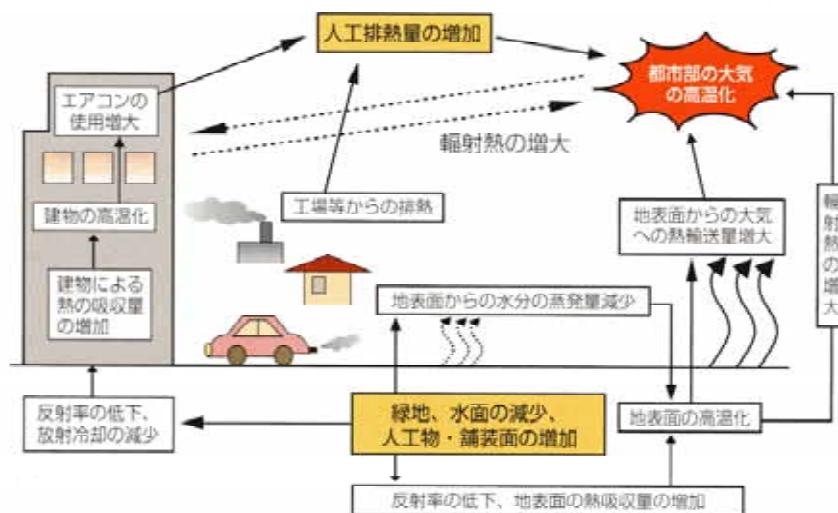 人工排熱量の増加
都市部の大気
の高温化
エアコンの
使用増大
輻射熱の増大
建物の高温化
工場等からの排熱
地表面からの大気
への熱輸送量増大
輻射熱の増大
建物による
熱の吸収量
の増加
地表面からの水分の蒸発量減少
反射率の低下、
放射冷却の減少
緑地、水面の減少、
人工物・舗装面の増加
地表面の高温化
反射率の低下、地表面の熱吸収量の増加